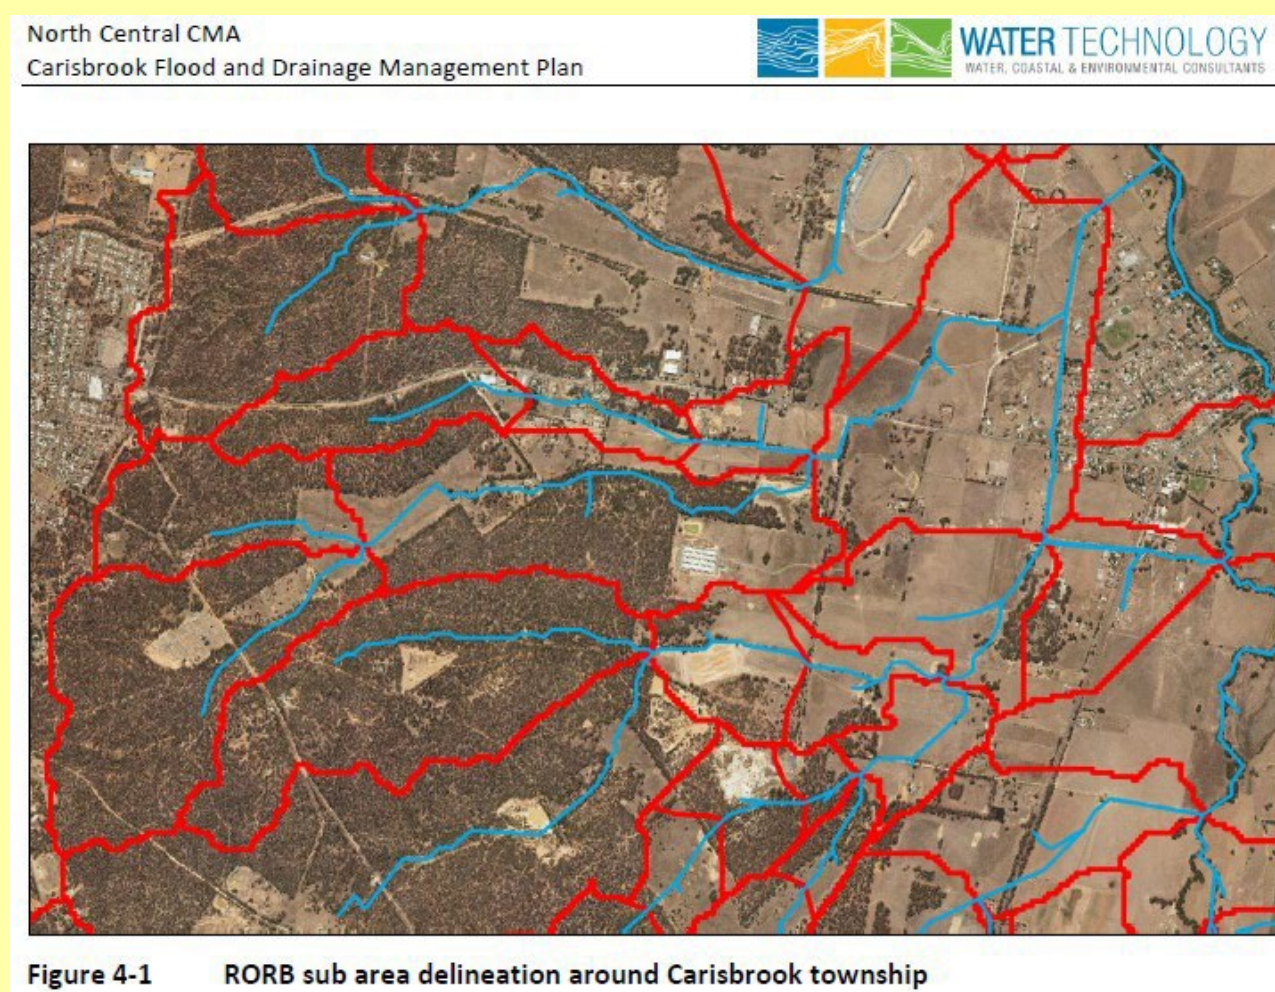 North Central CMA
Carisbrook Flood and Drainage Management Plan
WATER TECHNOLOGY
WATER, COASTAL & ENVIRONMENTAL CONSULTANTS
Figure 4-1 RORB sub area delineation around Carisbrook township